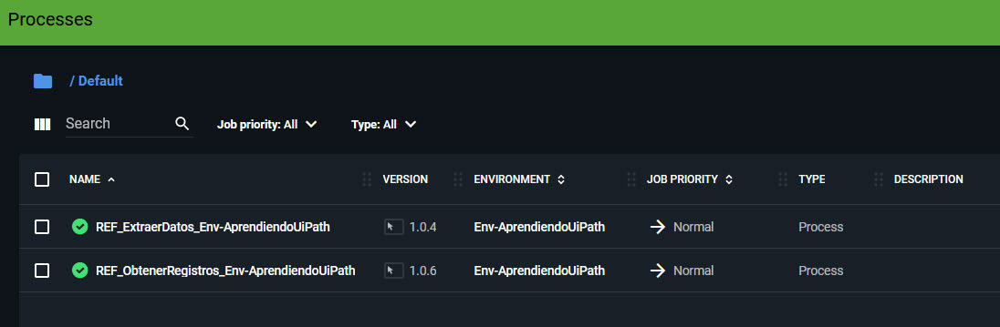 Processes
/ Default
Search Job priority: All Type: All
NAME VERSION ENVIRONMENT JOB PRIORITY TYPE DESCRIPTION
REF_ExtraerDatos_Env-AprendiendoUiPath 1.0.4 Env-AprendiendoUiPath Normal Process
REF_ObtenerRegistros_Env-AprendiendoUiPath 1.0.6 Env-AprendiendoUiPath Normal Process